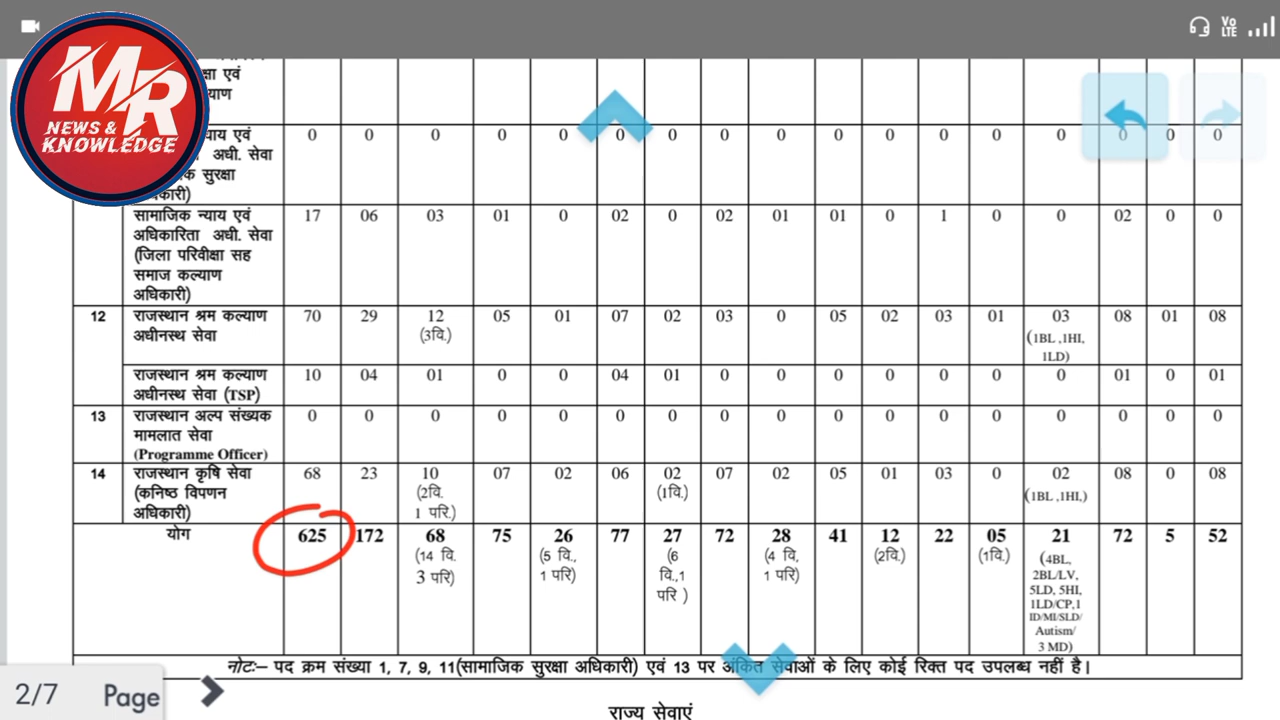 Vo
LTE
MR
NEWS &
KNOWLEDGE
क्षा एवं
याण
याय एवं 0 0 0 0 0 0 0 0 0 0 0 0 0 0 0 0 0
अधी. सेवा
क सुरक्षा
कारी)
सामाजिक न्याय एवं 17 06 03 01 0 02 0 02 01 01 0 1 0 0 02 0 0
अधिकारिता अधी. सेवा
(जिला परिवीक्षा सह
समाज कल्याण
अधिकारी)
12 राजस्थान श्रम कल्याण 70 29 12 05 01 07 02 03 0 05 02 03 01 03 08 01 08
अधीनस्थ सेवा (3वि.) (1BL ,1HI,
1LD)
राजस्थान श्रम कल्याण 10 04 01 0 0 04 01 0 0 0 0 0 0 0 01 0 01
अधीनस्थ सेवा (TSP)
13 राजस्थान अल्प संख्यक 0 0 0 0 0 0 0 0 0 0 0 0 0 0 0 0 0
मामलात सेवा
(Programme Officer)
14 राजस्थान कृषि सेवा 68 23 10 07 02 06 02 07 02 05 01 03 0 02 08 0 08
(कनिष्ठ विपणन (2वि. (1वि.) (1BL ,1HI,)
अधिकारी) 1 परि.)
योग 625 172 68 75 26 77 27 72 28 41 12 22 05 21 72 5 52
(14 वि. (5 वि., (6 (4 वि, (2वि.) (1वि.) (4BL,
3 परि) 1 परि) वि.,1 1 परि) 2BL/LV,
परि ) 5LD, 5HI,
1LD/CP,1
ID/MI/SLD/
Autism/
3 MD)
नोटः– पद क्रम संख्या 1, 7, 9, 11(सामाजिक सुरक्षा अधिकारी) एवं 13 पर अंकित सेवाओं के लिए कोई रिक्त पद उपलब्ध नहीं है।
2/7 Page
राज्य सेवाएं